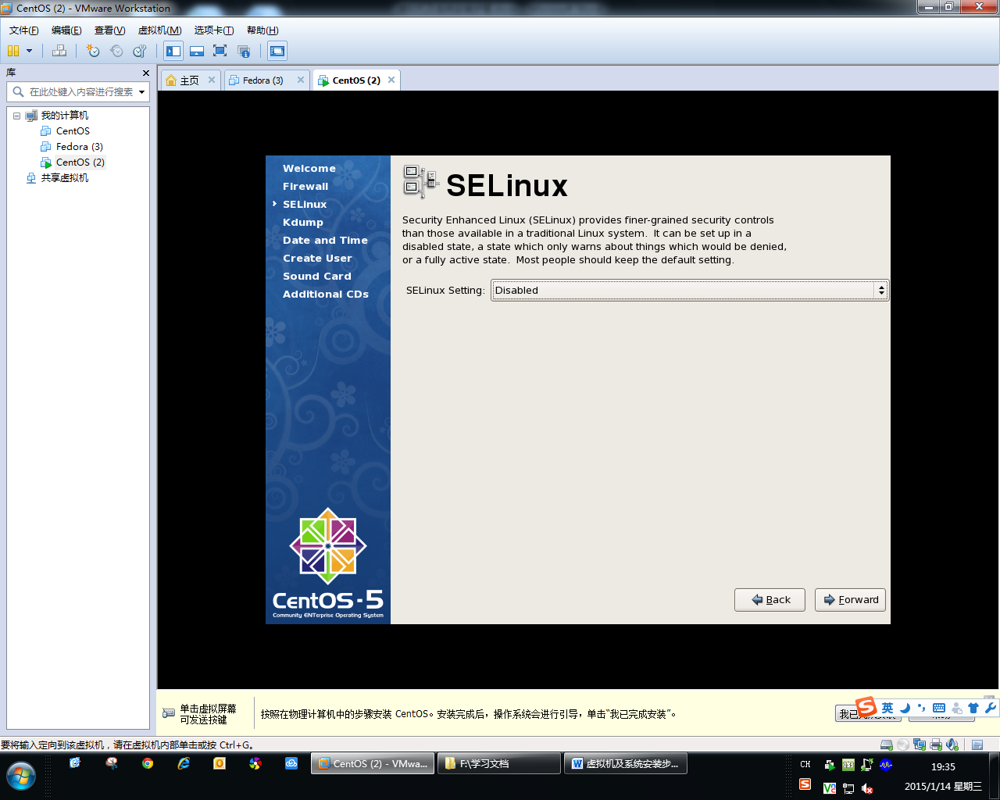 CentOS (2) - VMware Workstation
文件(F) 编辑(E) 查看(V) 虚拟机(M) 选项卡(T) 帮助(H)
库
在此处键入内容进行搜索
我的计算机
CentOS
Fedora (3)
CentOS (2)
共享虚拟机
主页 Fedora (3) CentOS (2)
Welcome
Firewall
SELinux
Kdump
Date and Time
Create User
Sound Card
Additional CDs
CentOS-5
Community ENTerprise Operating System
SELinux
Security Enhanced Linux (SELinux) provides finer-grained security controls
than those available in a traditional Linux system. It can be set up in a
disabled state, a state which only warns about things which would be denied,
or a fully active state. Most people should keep the default setting.
SELinux Setting: Disabled
Back Forward
单击虚拟屏幕
可发送按键
按照在物理计算机中的步骤安装 CentOS。安装完成后，操作系统会进行引导，单击“我已完成安装”。
英
要将输入定向到该虚拟机，请在虚拟机内部单击或按 Ctrl+G。
CentOS (2) - VMwa... F:\学习文档 虚拟机及系统安装步...
CH
19:35
2015/1/14 星期三